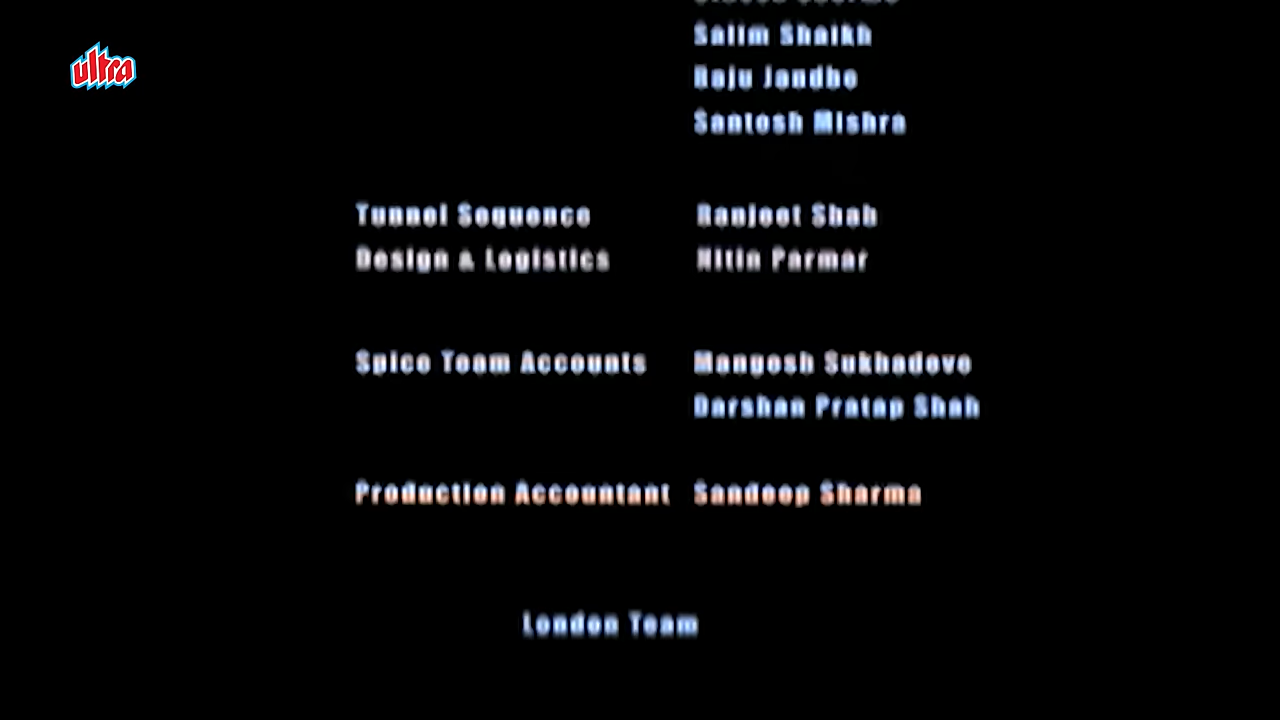 ultra
Salim Shaikh
Raju Jandhe
Santosh Mishra
Tunnel Sequence Ranjeet Shah
Design & Logistics Nitin Parmar
Spice Team Accounts Mangesh Sukhadeve
Darshan Pratap Shah
Production Accountant Sandeep Sharma
London Team